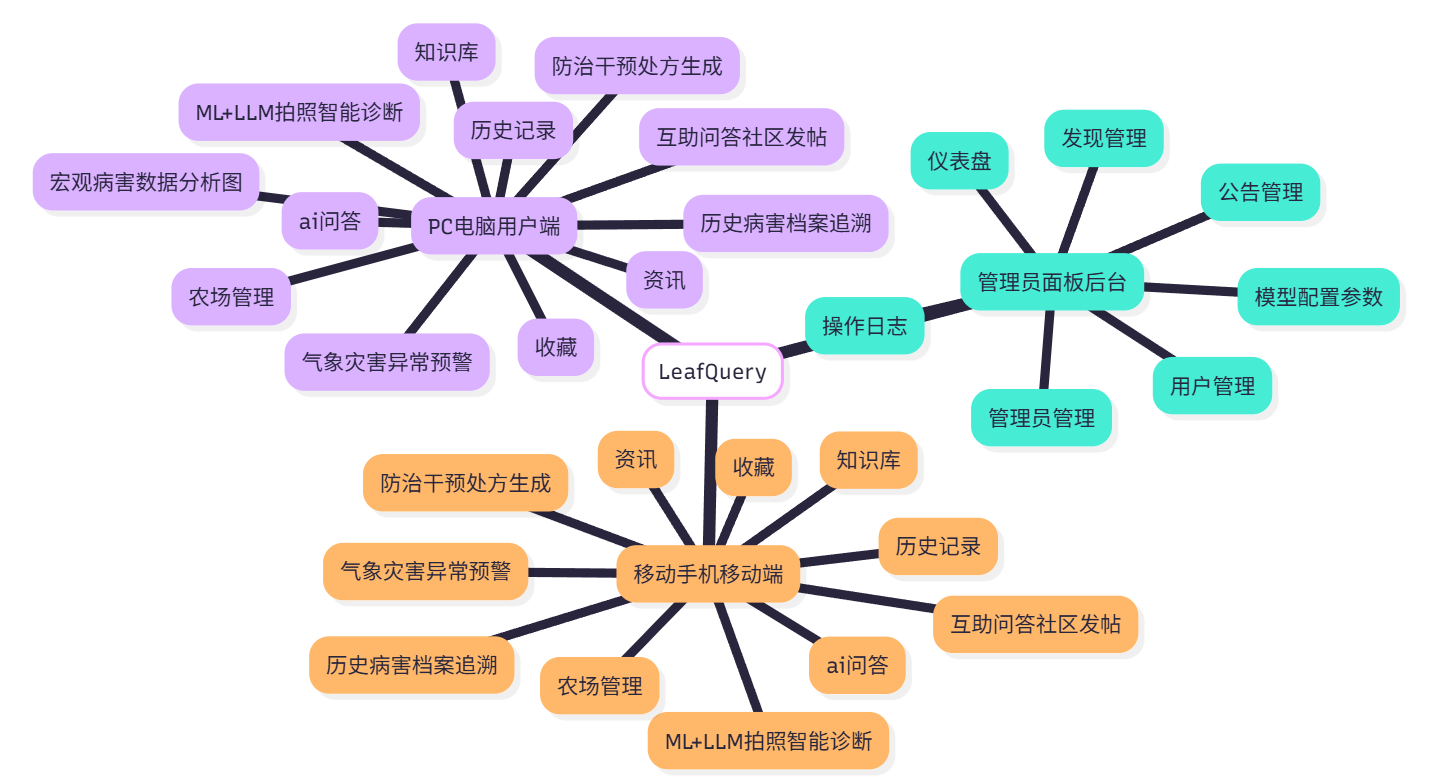 知识库
防治干预处方生成
ML+LLM拍照智能诊断
历史记录
互助问答社区发帖
宏观病害数据分析图
ai问答
PC电脑用户端
历史病害档案追溯
农场管理
资讯
气象灾害异常预警
收藏
LeafQuery
仪表盘
发现管理
公告管理
管理员面板后台
模型配置参数
操作日志
用户管理
管理员管理
资讯
收藏
知识库
防治干预处方生成
历史记录
气象灾害异常预警
移动手机移动端
互助问答社区发帖
历史病害档案追溯
农场管理
ai问答
ML+LLM拍照智能诊断